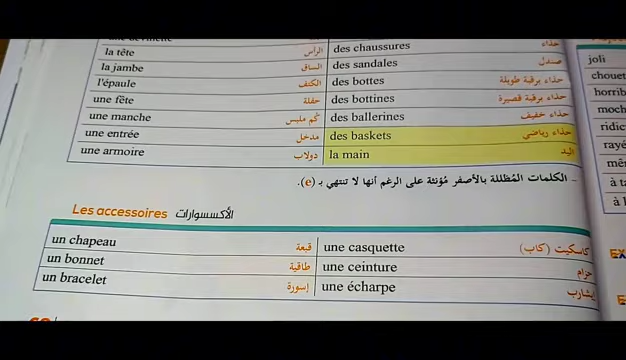 la tête الرأس des chaussures حذاء
la jambe الساق des sandales صندل
l'épaule الكتف des bottes حذاء برقبة طويلة
une fête حفلة des bottines حذاء برقبة قصيرة
une manche كُم ملبس des ballerines حذاء خفيف
une entrée مدخل des baskets حذاء رياضي
une armoire دولاب la main اليد
- الكلمات المُظللة بالأصفر مُؤنثة على الرغم أنها لا تنتهي بـ (e).
Les accessoires الأكسسوارات
un chapeau قبعة une casquette كاسكيت (كاب)
un bonnet طاقية une ceinture حزام
un bracelet إسورة une écharpe إيشارب
joli
chouet
horrib
moch
ridic
rayé